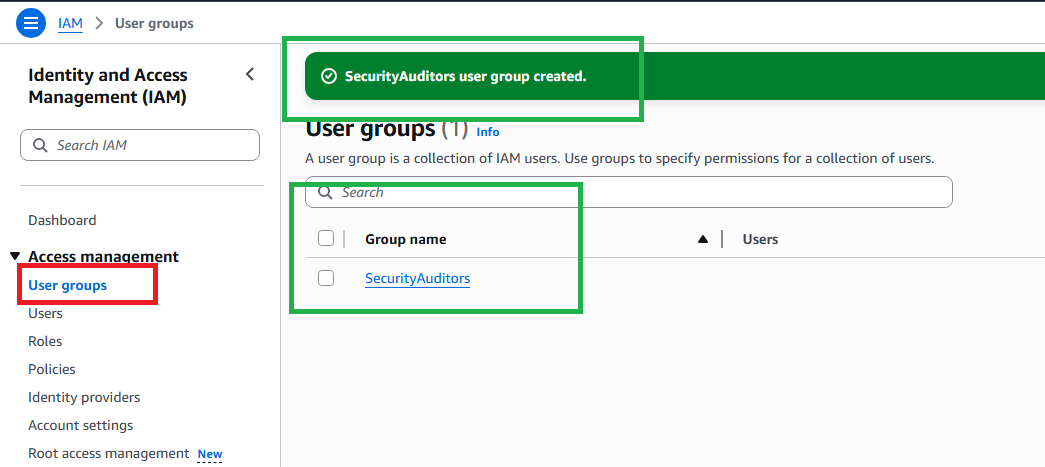 IAM > User groups
Identity and Access
Management (IAM)
Search IAM
Dashboard
Access management
User groups
Users
Roles
Policies
Identity providers
Account settings
Root access management New
SecurityAuditors user group created.
User groups (1) Info
A user group is a collection of IAM users. Use groups to specify permissions for a collection of users.
Search
Group name Users
SecurityAuditors